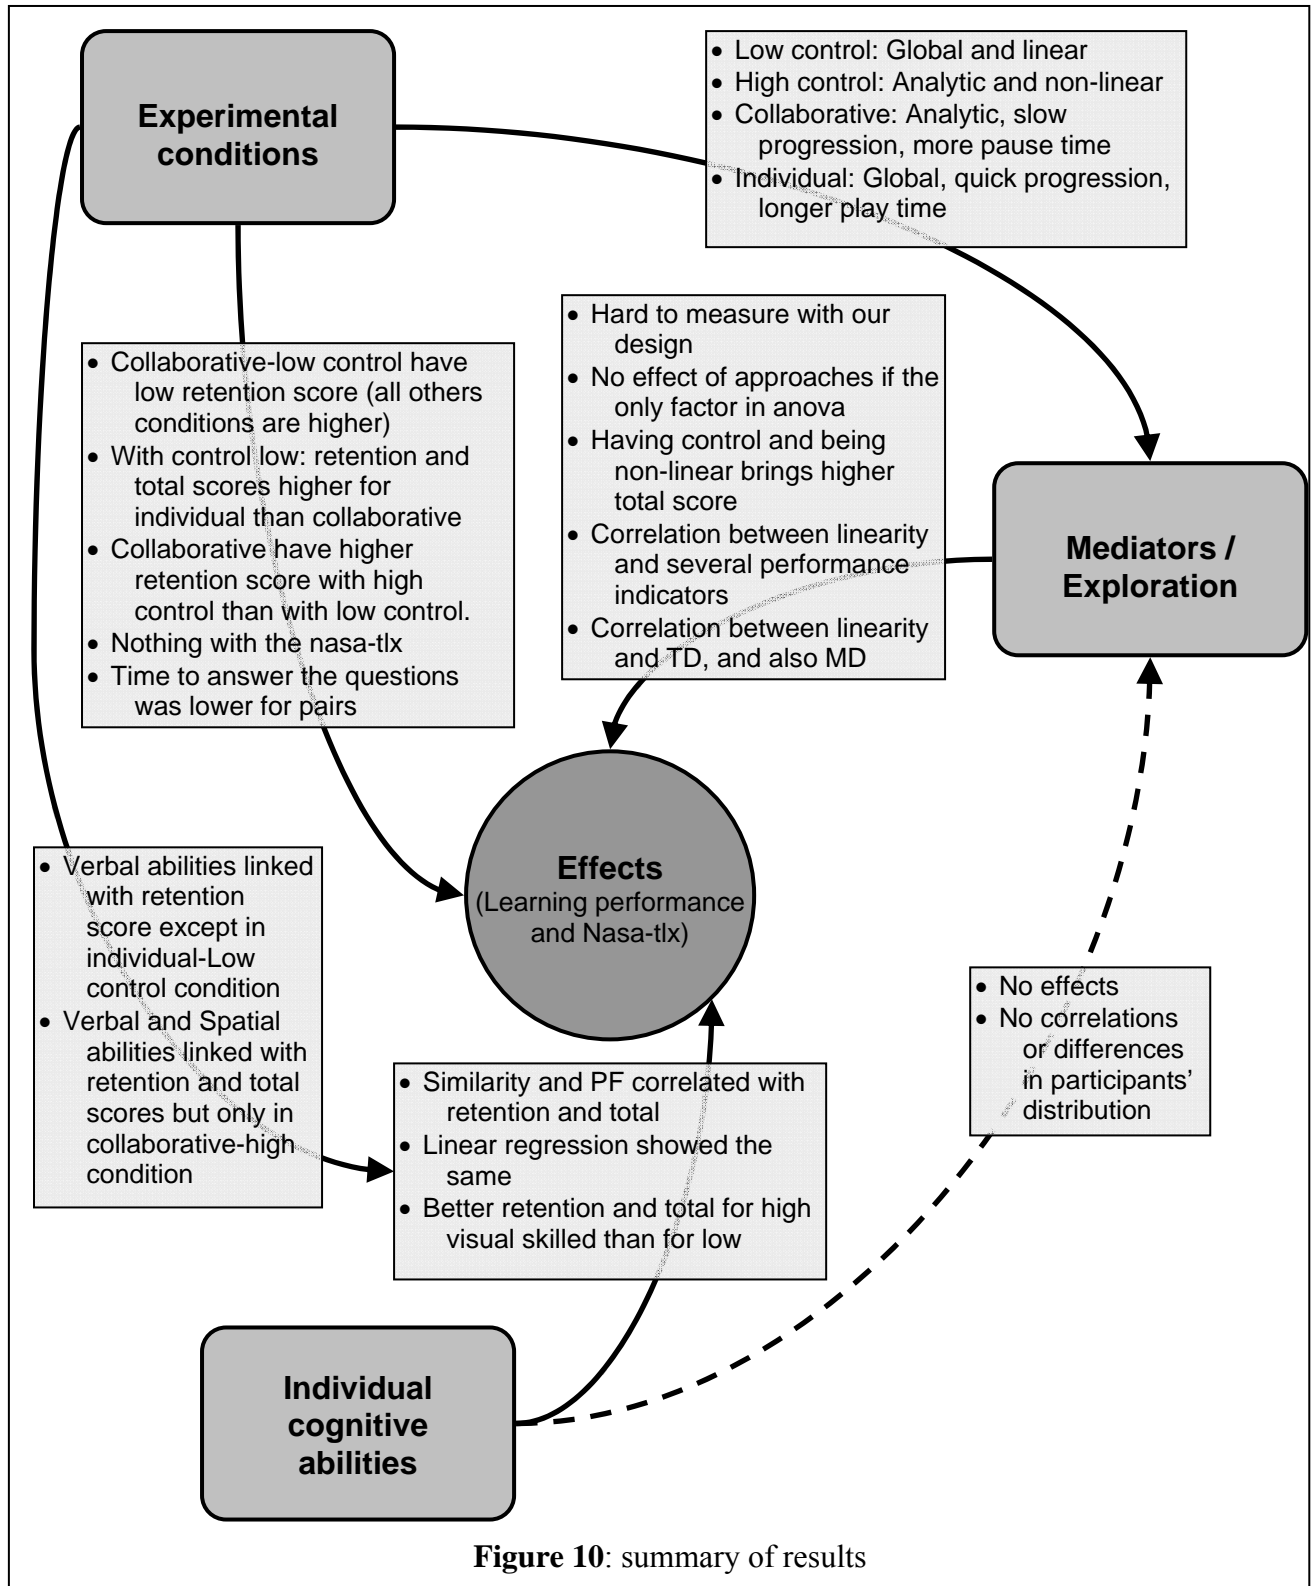 Experimental
conditions
• Low control: Global and linear
• High control: Analytic and non-linear
• Collaborative: Analytic, slow
progression, more pause time
• Individual: Global, quick progression,
longer play time
• Hard to measure with our
design
• No effect of approaches if the
only factor in anova
• Having control and being
non-linear brings higher
total score
• Correlation between linearity
and several performance
indicators
• Correlation between linearity
and TD, and also MD
• Collaborative-low control have
low retention score (all others
conditions are higher)
• With control low: retention and
total scores higher for
individual than collaborative
• Collaborative have higher
retention score with high
control than with low control.
• Nothing with the nasa-tlx
• Time to answer the questions
was lower for pairs
Mediators /
Exploration
Effects
(Learning performance
and Nasa-tlx)
• Verbal abilities linked
with retention
score except in
individual-Low
control condition
• Verbal and Spatial
abilities linked with
retention and total
scores but only in
collaborative-high
condition
• No effects
• No correlations
or differences
in participants’
distribution
• Similarity and PF correlated with
retention and total
• Linear regression showed the
same
• Better retention and total for high
visual skilled than for low
Individual
cognitive
abilities
Figure 10: summary of results